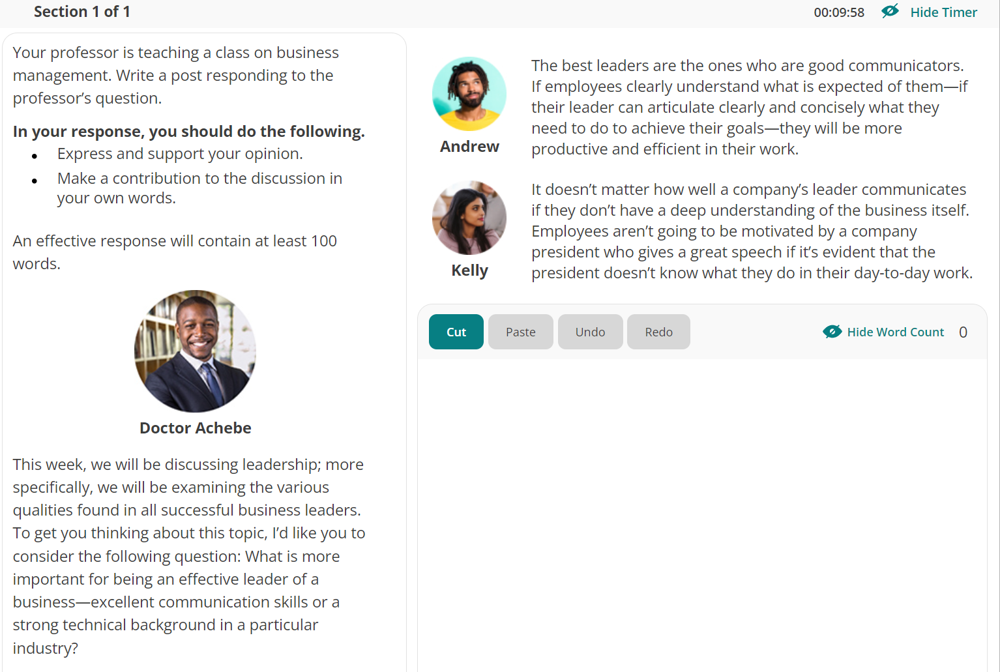 Section 1 of 1
00:09:58 Hide Timer
Your professor is teaching a class on business
management. Write a post responding to the
professor’s question.
In your response, you should do the following.
• Express and support your opinion.
• Make a contribution to the discussion in
your own words.
An effective response will contain at least 100
words.
Doctor Achebe
This week, we will be discussing leadership; more
specifically, we will be examining the various
qualities found in all successful business leaders.
To get you thinking about this topic, I’d like you to
consider the following question: What is more
important for being an effective leader of a
business—excellent communication skills or a
strong technical background in a particular
industry?
The best leaders are the ones who are good communicators.
If employees clearly understand what is expected of them—if
their leader can articulate clearly and concisely what they
need to do to achieve their goals—they will be more
productive and efficient in their work.
Andrew
It doesn’t matter how well a company’s leader communicates
if they don’t have a deep understanding of the business itself.
Employees aren’t going to be motivated by a company
president who gives a great speech if it’s evident that the
president doesn’t know what they do in their day-to-day work.
Kelly
Cut Paste Undo Redo Hide Word Count 0